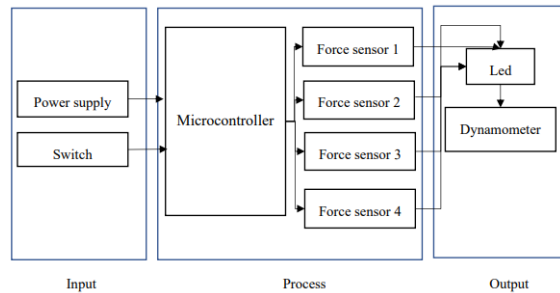 Power supply
Switch
Microcontroller
Force sensor 1
Force sensor 2
Force sensor 3
Force sensor 4
Led
Dynamometer
Input
Process
Output